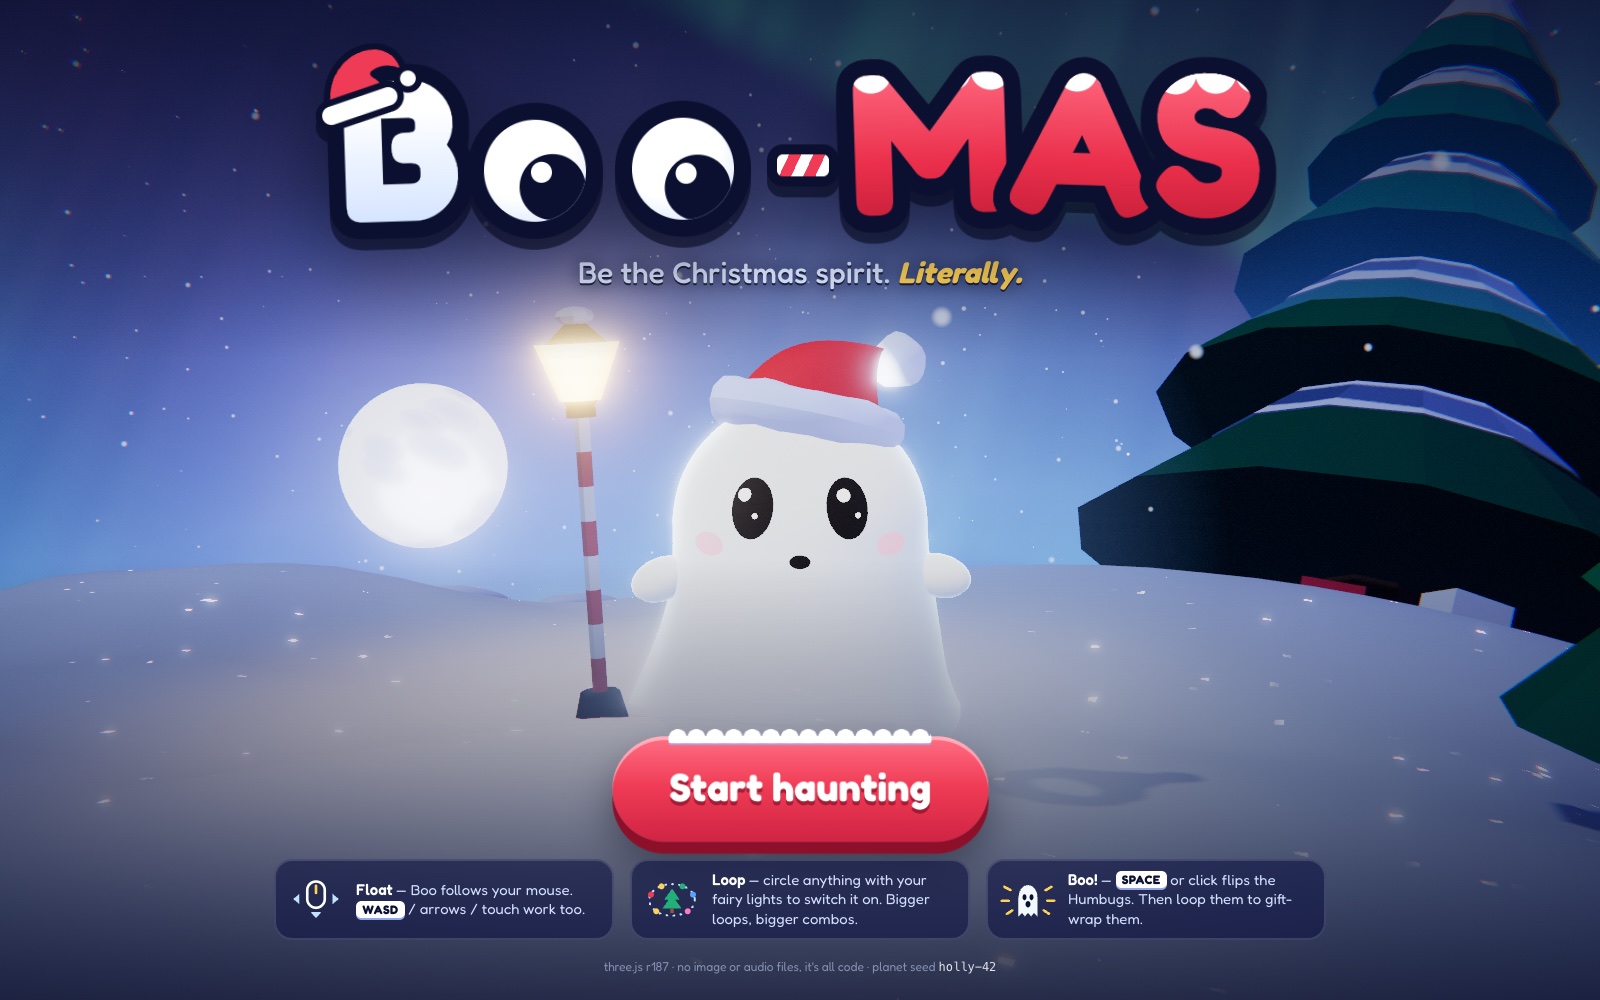 BOO-MAS
Be the Christmas spirit. Literally.
Start haunting
Float — Boo follows your mouse.
WASD / arrows / touch work too.
Loop — circle anything with your
fairy lights to switch it on. Bigger
loops, bigger combos.
Boo! — SPACE or click flips the
Humbugs. Then loop them to gift-
wrap them.
three.js r187 · no image or audio files, it's all code · planet seed holly-42